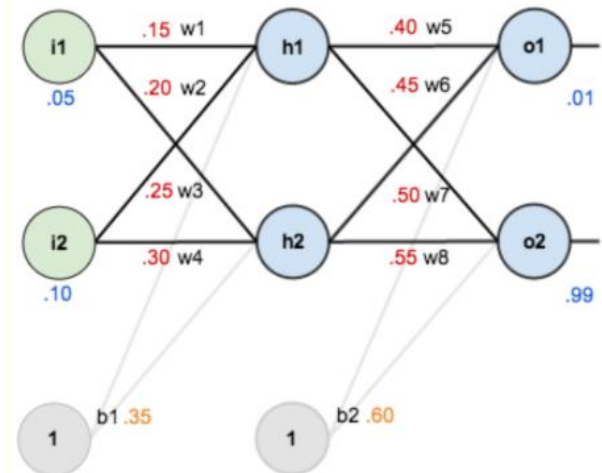 i1 .15 w1 h1 .40 w5 o1
.05 .20 w2 .45 w6 .01
.25 w3 .50 w7
i2 .30 w4 h2 .55 w8 o2
.10 .99
1 b1 .35 1 b2 .60